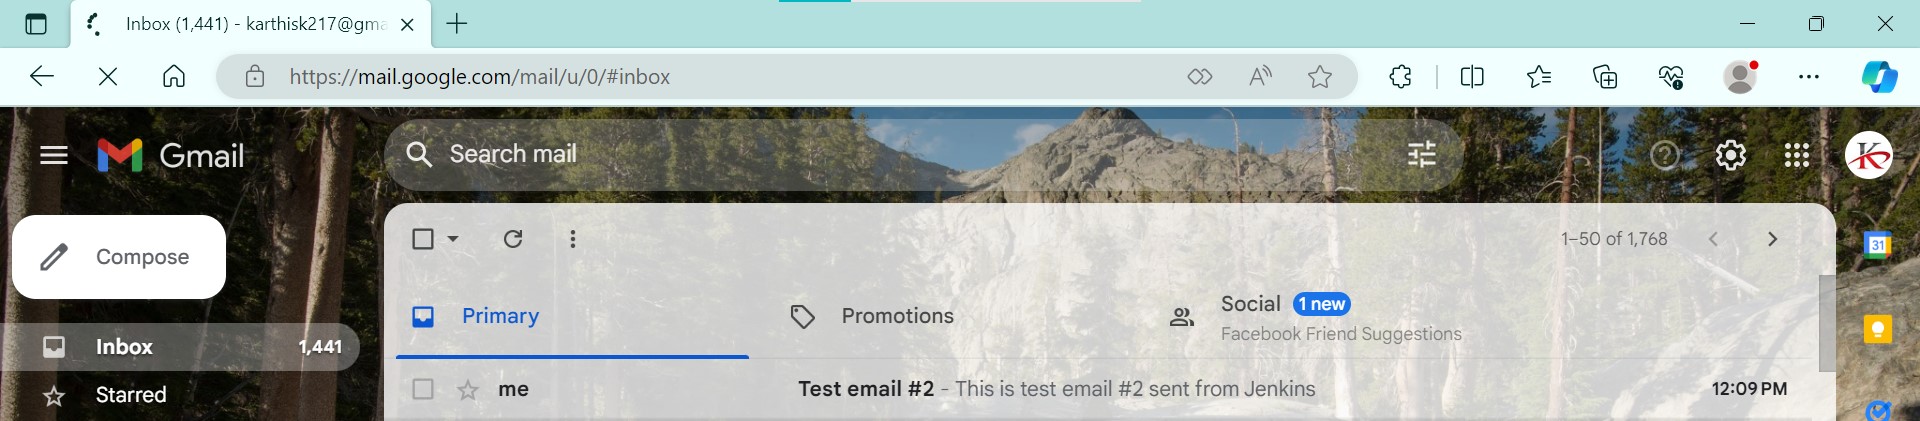 Inbox (1,441) - karthisk217@gma
https://mail.google.com/mail/u/0/#inbox
Gmail
Search mail
Compose
1–50 of 1,768
31
Primary
Promotions
Social 1 new
Facebook Friend Suggestions
Inbox 1,441
Starred
me Test email #2 - This is test email #2 sent from Jenkins 12:09 PM